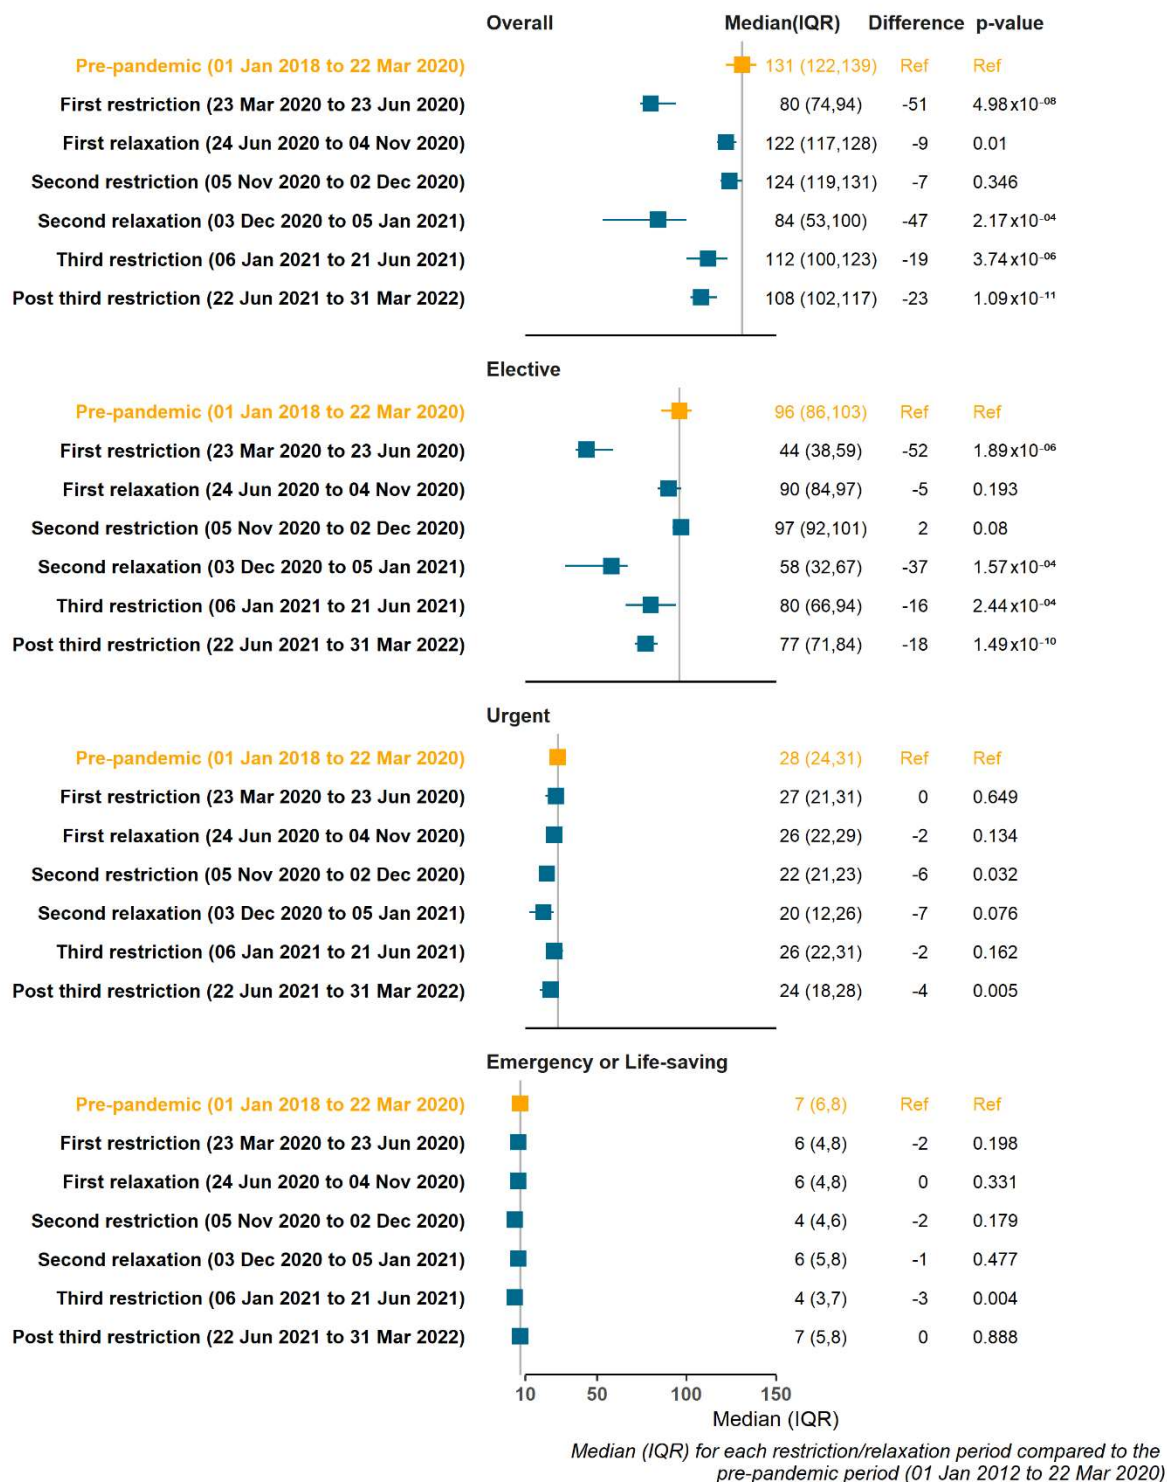 Overall Median(IQR) Difference p-value
Pre-pandemic (01 Jan 2018 to 22 Mar 2020) 131 (122,139) Ref Ref
First restriction (23 Mar 2020 to 23 Jun 2020) 80 (74,94) -51 4.98x10⁻⁰⁸
First relaxation (24 Jun 2020 to 04 Nov 2020) 122 (117,128) -9 0.01
Second restriction (05 Nov 2020 to 02 Dec 2020) 124 (119,131) -7 0.346
Second relaxation (03 Dec 2020 to 05 Jan 2021) 84 (53,100) -47 2.17x10⁻⁰⁴
Third restriction (06 Jan 2021 to 21 Jun 2021) 112 (100,123) -19 3.74x10⁻⁰⁶
Post third restriction (22 Jun 2021 to 31 Mar 2022) 108 (102,117) -23 1.09x10⁻¹¹
Elective
Pre-pandemic (01 Jan 2018 to 22 Mar 2020) 96 (86,103) Ref Ref
First restriction (23 Mar 2020 to 23 Jun 2020) 44 (38,59) -52 1.89x10⁻⁰⁶
First relaxation (24 Jun 2020 to 04 Nov 2020) 90 (84,97) -5 0.193
Second restriction (05 Nov 2020 to 02 Dec 2020) 97 (92,101) 2 0.08
Second relaxation (03 Dec 2020 to 05 Jan 2021) 58 (32,67) -37 1.57x10⁻⁰⁴
Third restriction (06 Jan 2021 to 21 Jun 2021) 80 (66,94) -16 2.44x10⁻⁰⁴
Post third restriction (22 Jun 2021 to 31 Mar 2022) 77 (71,84) -18 1.49x10⁻¹⁰
Urgent
Pre-pandemic (01 Jan 2018 to 22 Mar 2020) 28 (24,31) Ref Ref
First restriction (23 Mar 2020 to 23 Jun 2020) 27 (21,31) 0 0.649
First relaxation (24 Jun 2020 to 04 Nov 2020) 26 (22,29) -2 0.134
Second restriction (05 Nov 2020 to 02 Dec 2020) 22 (21,23) -6 0.032
Second relaxation (03 Dec 2020 to 05 Jan 2021) 20 (12,26) -7 0.076
Third restriction (06 Jan 2021 to 21 Jun 2021) 26 (22,31) -2 0.162
Post third restriction (22 Jun 2021 to 31 Mar 2022) 24 (18,28) -4 0.005
Emergency or Life-saving
Pre-pandemic (01 Jan 2018 to 22 Mar 2020) 7 (6,8) Ref Ref
First restriction (23 Mar 2020 to 23 Jun 2020) 6 (4,8) -2 0.198
First relaxation (24 Jun 2020 to 04 Nov 2020) 6 (4,8) 0 0.331
Second restriction (05 Nov 2020 to 02 Dec 2020) 4 (4,6) -2 0.179
Second relaxation (03 Dec 2020 to 05 Jan 2021) 6 (5,8) -1 0.477
Third restriction (06 Jan 2021 to 21 Jun 2021) 4 (3,7) -3 0.004
Post third restriction (22 Jun 2021 to 31 Mar 2022) 7 (5,8) 0 0.888
10 50 100 150
Median (IQR)
Median (IQR) for each restriction/relaxation period compared to the
pre-pandemic period (01 Jan 2012 to 22 Mar 2020)